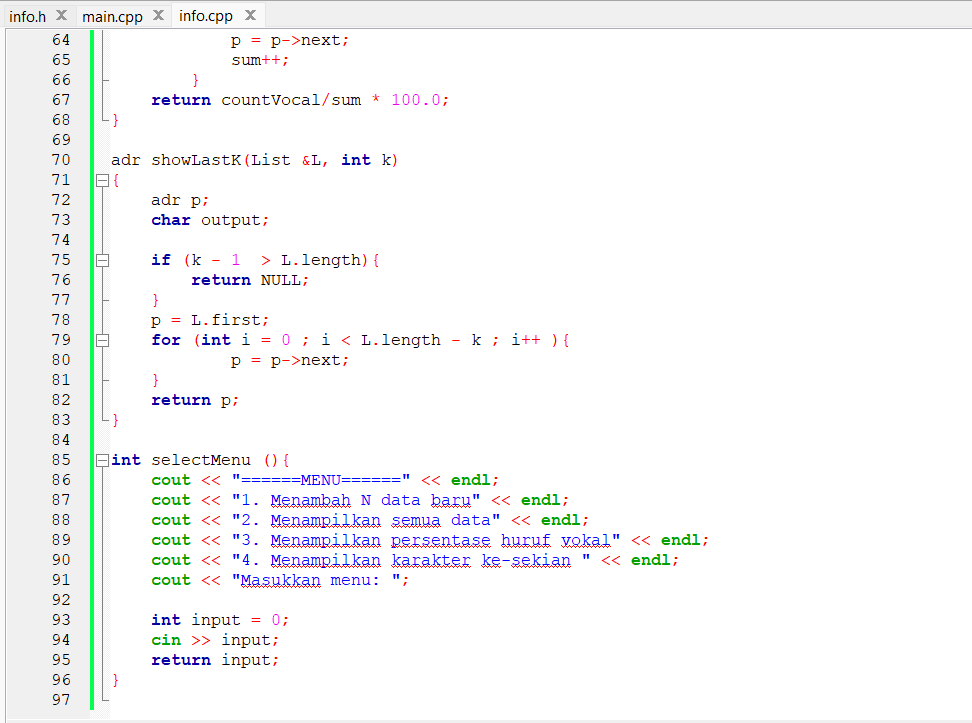 info.h X main.cpp X info.cpp X
64 p = p->next;
65 sum++;
66 }
67 return countVocal/sum * 100.0;
68 }
69
70 adr showLastK(List &L, int k)
71 {
72 adr p;
73 char output;
74
75 if (k - 1  > L.length){
76 return NULL;
77 }
78 p = L.first;
79 for (int i = 0 ; i < L.length - k ; i++ ){
80 p = p->next;
81 }
82 return p;
83 }
84
85 int selectMenu (){
86 cout << "======MENU======" << endl;
87 cout << "1. Menambah N data baru" << endl;
88 cout << "2. Menampilkan semua data" << endl;
89 cout << "3. Menampilkan persentase huruf vokal" << endl;
90 cout << "4. Menampilkan karakter ke-sekian " << endl;
91 cout << "Masukkan menu: ";
92
93 int input = 0;
94 cin >> input;
95 return input;
96 }
97